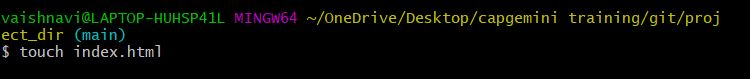 vaishnavi@LAPTOP-HUHSP41L MINGW64 ~/OneDrive/Desktop/capgemini training/git/proj
ect_dir (main)
$ touch index.html